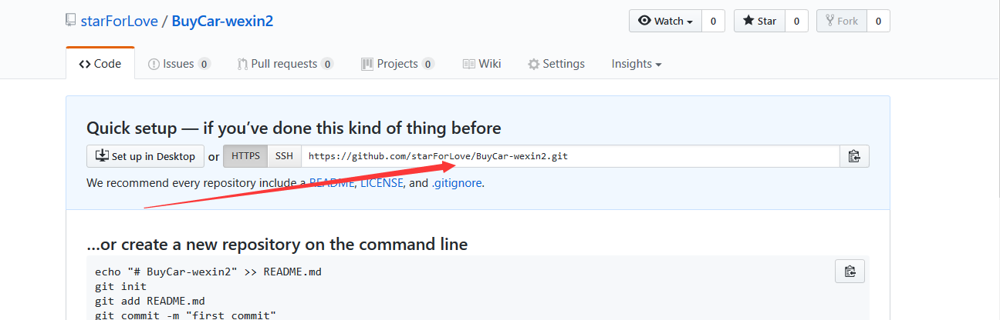 starForLove / BuyCar-wexin2
Watch 0 Star 0 Fork 0
Code Issues 0 Pull requests 0 Projects 0 Wiki Settings Insights
Quick setup — if you’ve done this kind of thing before
Set up in Desktop or HTTPS SSH https://github.com/starForLove/BuyCar-wexin2.git
We recommend every repository include a README, LICENSE, and .gitignore.
…or create a new repository on the command line
echo "# BuyCar-wexin2" >> README.md
git init
git add README.md
git commit -m "first commit"